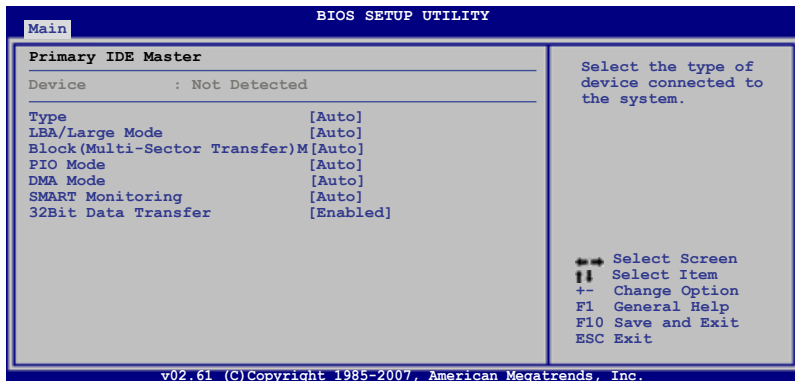 BIOS SETUP UTILITY
Main
Primary IDE Master
Device : Not Detected
Type [Auto]
LBA/Large Mode [Auto]
Block(Multi-Sector Transfer)M[Auto]
PIO Mode [Auto]
DMA Mode [Auto]
SMART Monitoring [Auto]
32Bit Data Transfer [Enabled]
Select the type of
device connected to
the system.
←→ Select Screen
↑↓ Select Item
+- Change Option
F1 General Help
F10 Save and Exit
ESC Exit
v02.61 (C)Copyright 1985-2007, American Megatrends, Inc.